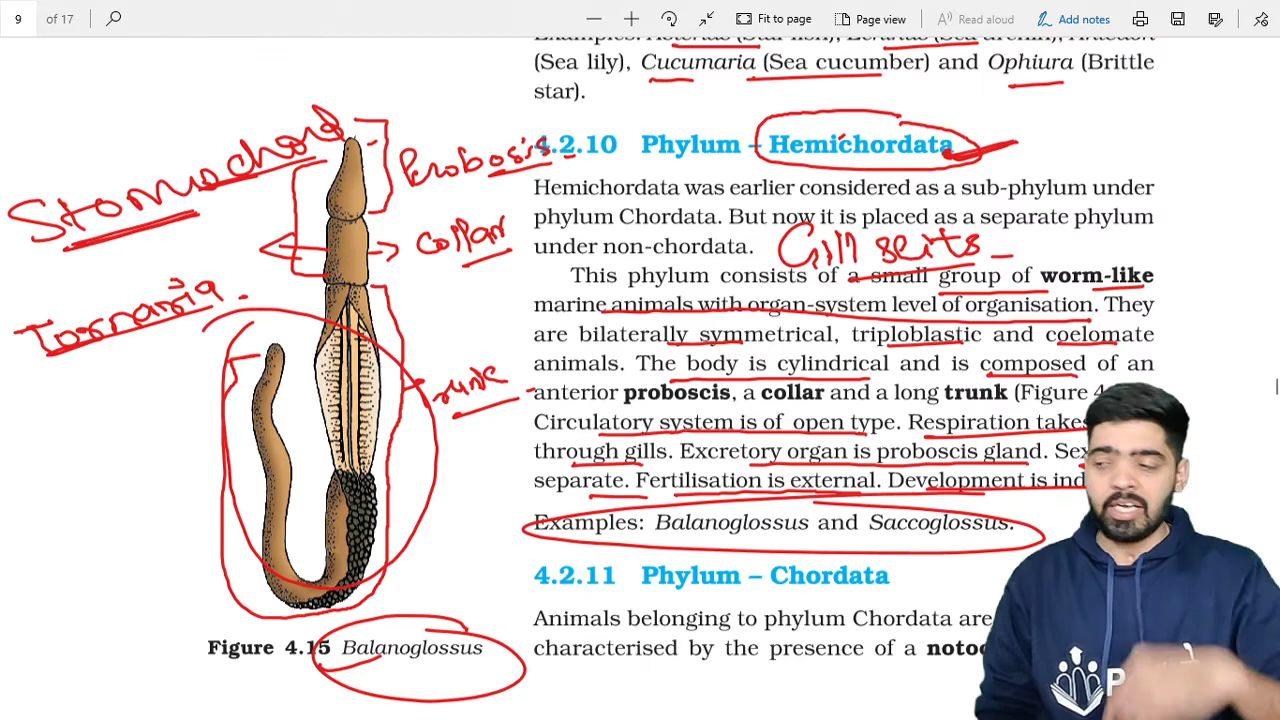 9 of 17 Fit to page Page view Read aloud Add notes
(Sea lily), Cucumaria (Sea cucumber) and Ophiura (Brittle
star).
4.2.10 Phylum – Hemichordata
Hemichordata was earlier considered as a sub-phylum under
phylum Chordata. But now it is placed as a separate phylum
under non-chordata.
Gill slits
This phylum consists of a small group of worm-like
marine animals with organ-system level of organisation. They
are bilaterally symmetrical, triploblastic and coelomate
animals. The body is cylindrical and is composed of an
anterior proboscis, a collar and a long trunk (Figure 4
Circulatory system is of open type. Respiration takes
through gills. Excretory organ is proboscis gland. Sex
separate. Fertilisation is external. Development is ind
Examples: Balanoglossus and Saccoglossus.
4.2.11 Phylum – Chordata
Animals belonging to phylum Chordata are
characterised by the presence of a notoc
Stomochord
Probosis
Collar
Tornaria
Trunk
Figure 4.15 Balanoglossus
P